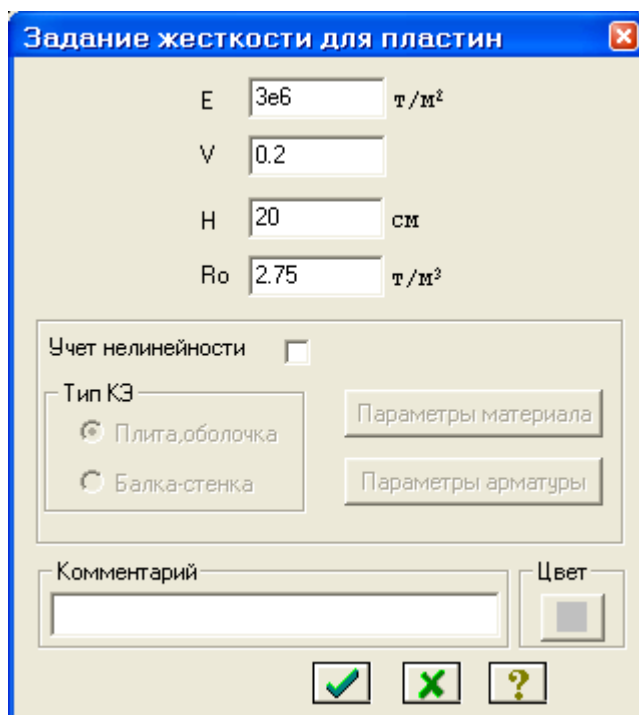 Задание жесткости для пластин
E 3e6 т/м²
V 0.2
H 20 см
Ro 2.75 т/м³
Учет нелинейности
Тип КЭ
Плита,оболочка
Параметры материала
Балка-стенка
Параметры арматуры
Комментарий
Цвет